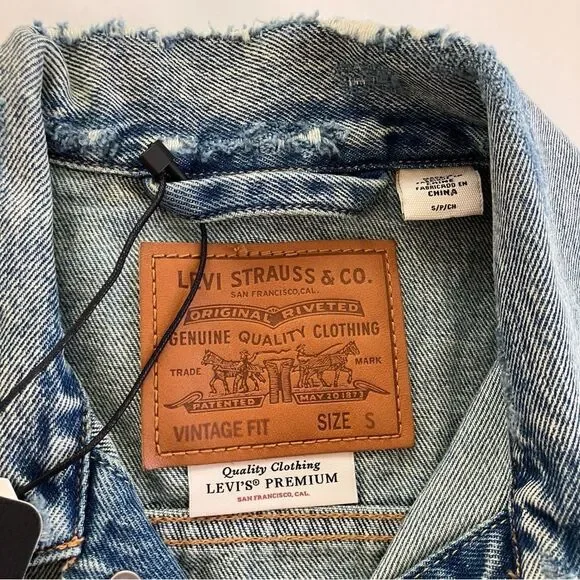 FABRICADO EN
CHINA
S/P/CH
LEVI STRAUSS & CO.
SAN FRANCISCO, CAL.
ORIGINAL RIVETED
GENUINE QUALITY CLOTHING
TRADE MARK
PATENTED MAY 20 1873
VINTAGE FIT SIZE S
Quality Clothing
LEVI'S® PREMIUM
SAN FRANCISCO, CAL.